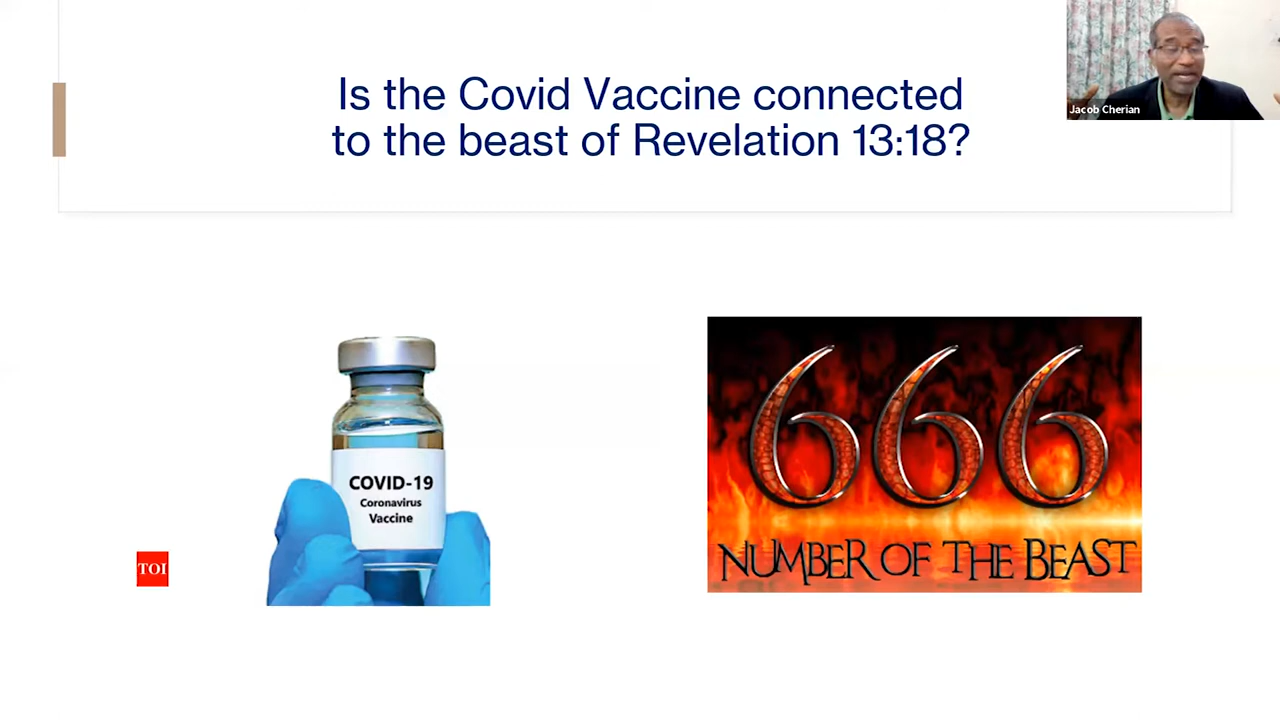 Is the Covid Vaccine connected
to the beast of Revelation 13:18?
Jacob Cherian
COVID-19
Coronavirus
Vaccine
TOI
666
NUMBER OF THE BEAST